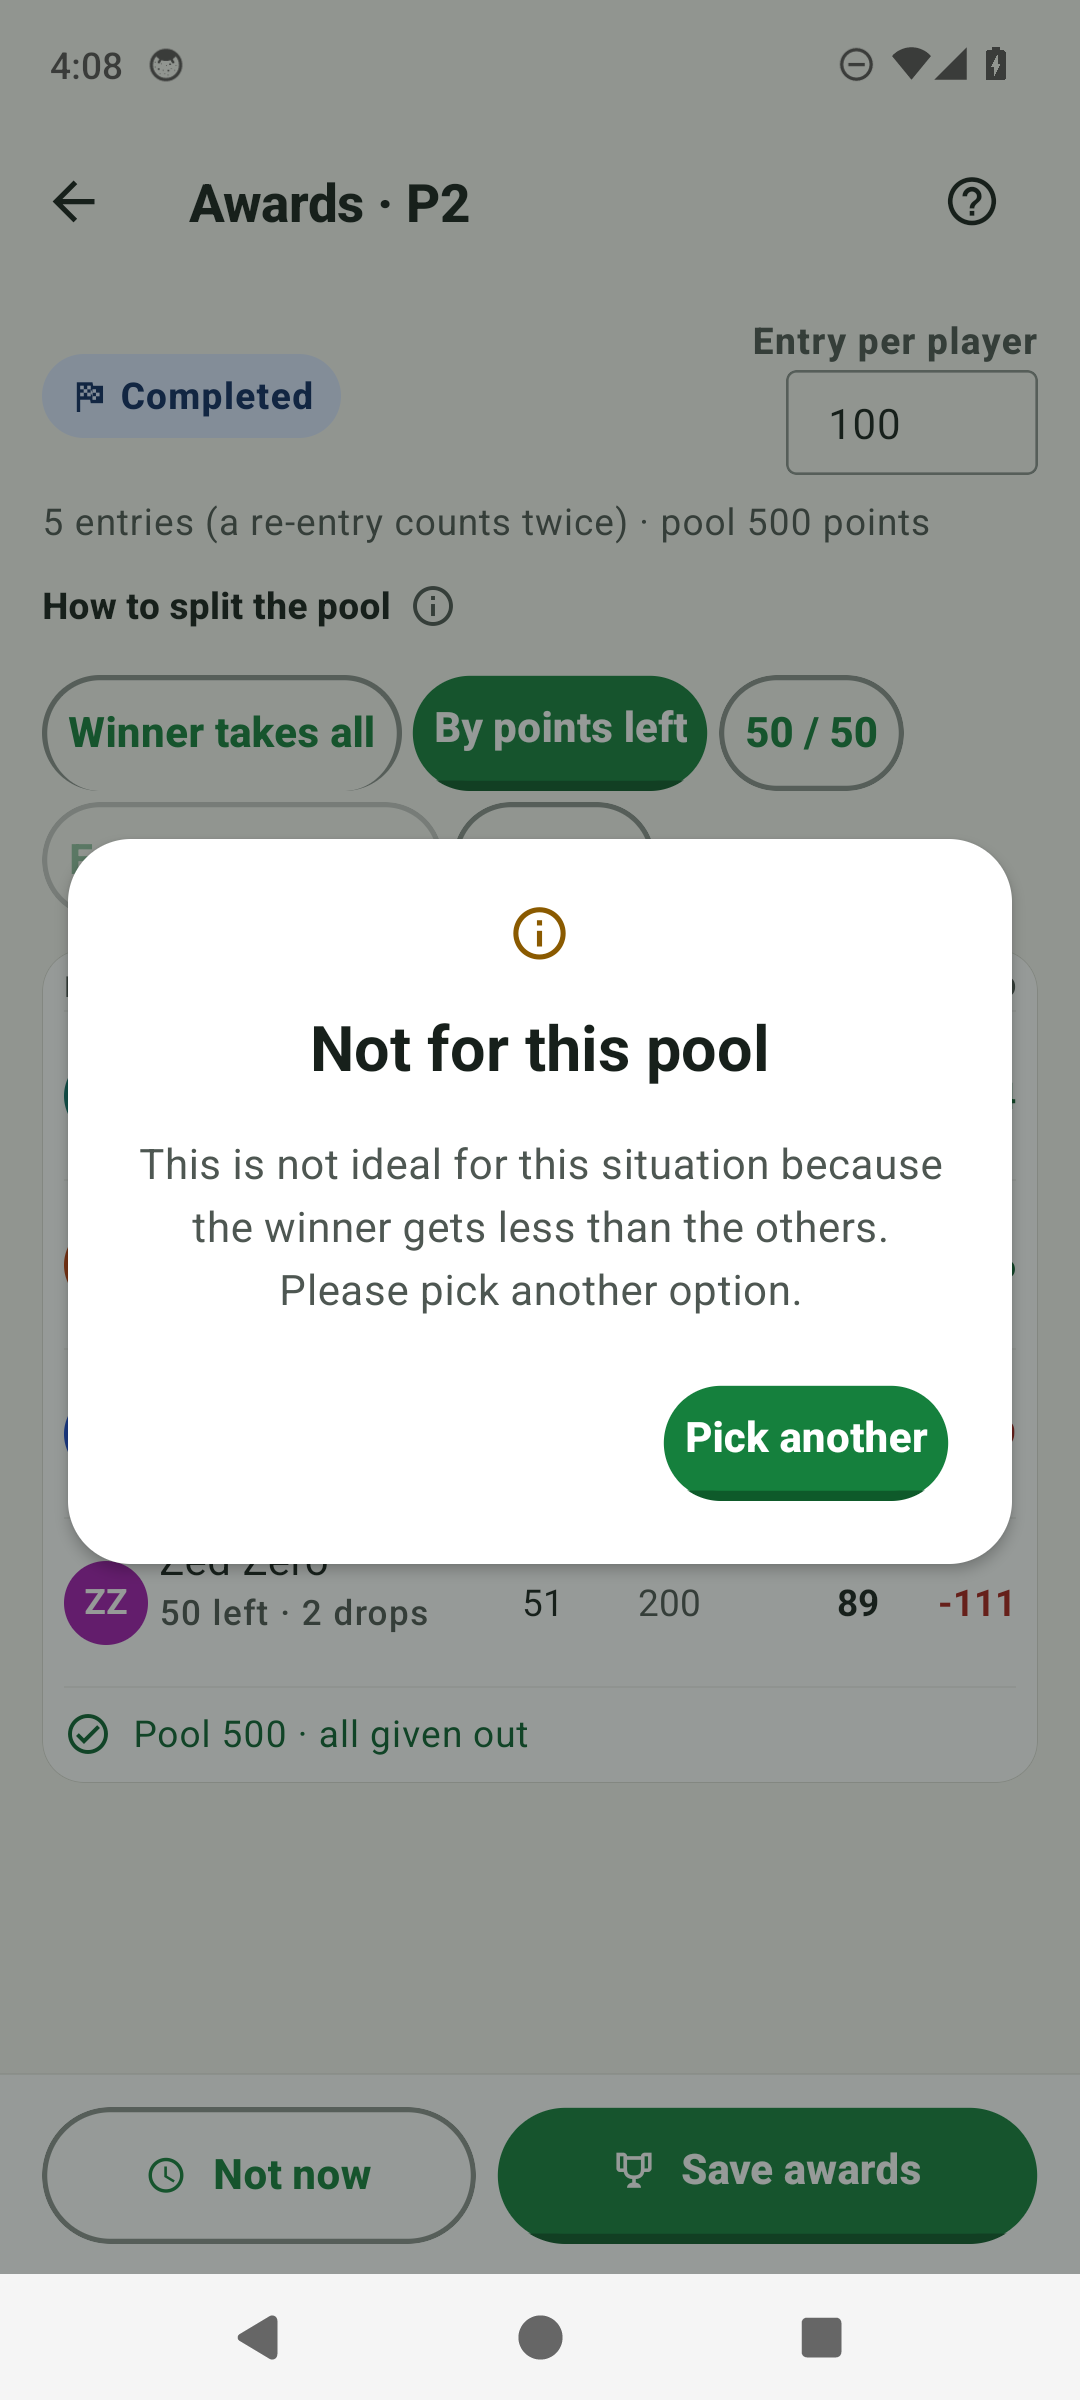 4:08
Awards · P2
Entry per player
Completed
100
5 entries (a re-entry counts twice) · pool 500 points
How to split the pool
Winner takes all
By points left
50 / 50
Not for this pool
This is not ideal for this situation because
the winner gets less than the others.
Please pick another option.
Pick another
Zed Zero
ZZ
50 left · 2 drops
51
200
89
-111
Pool 500 · all given out
Not now
Save awards